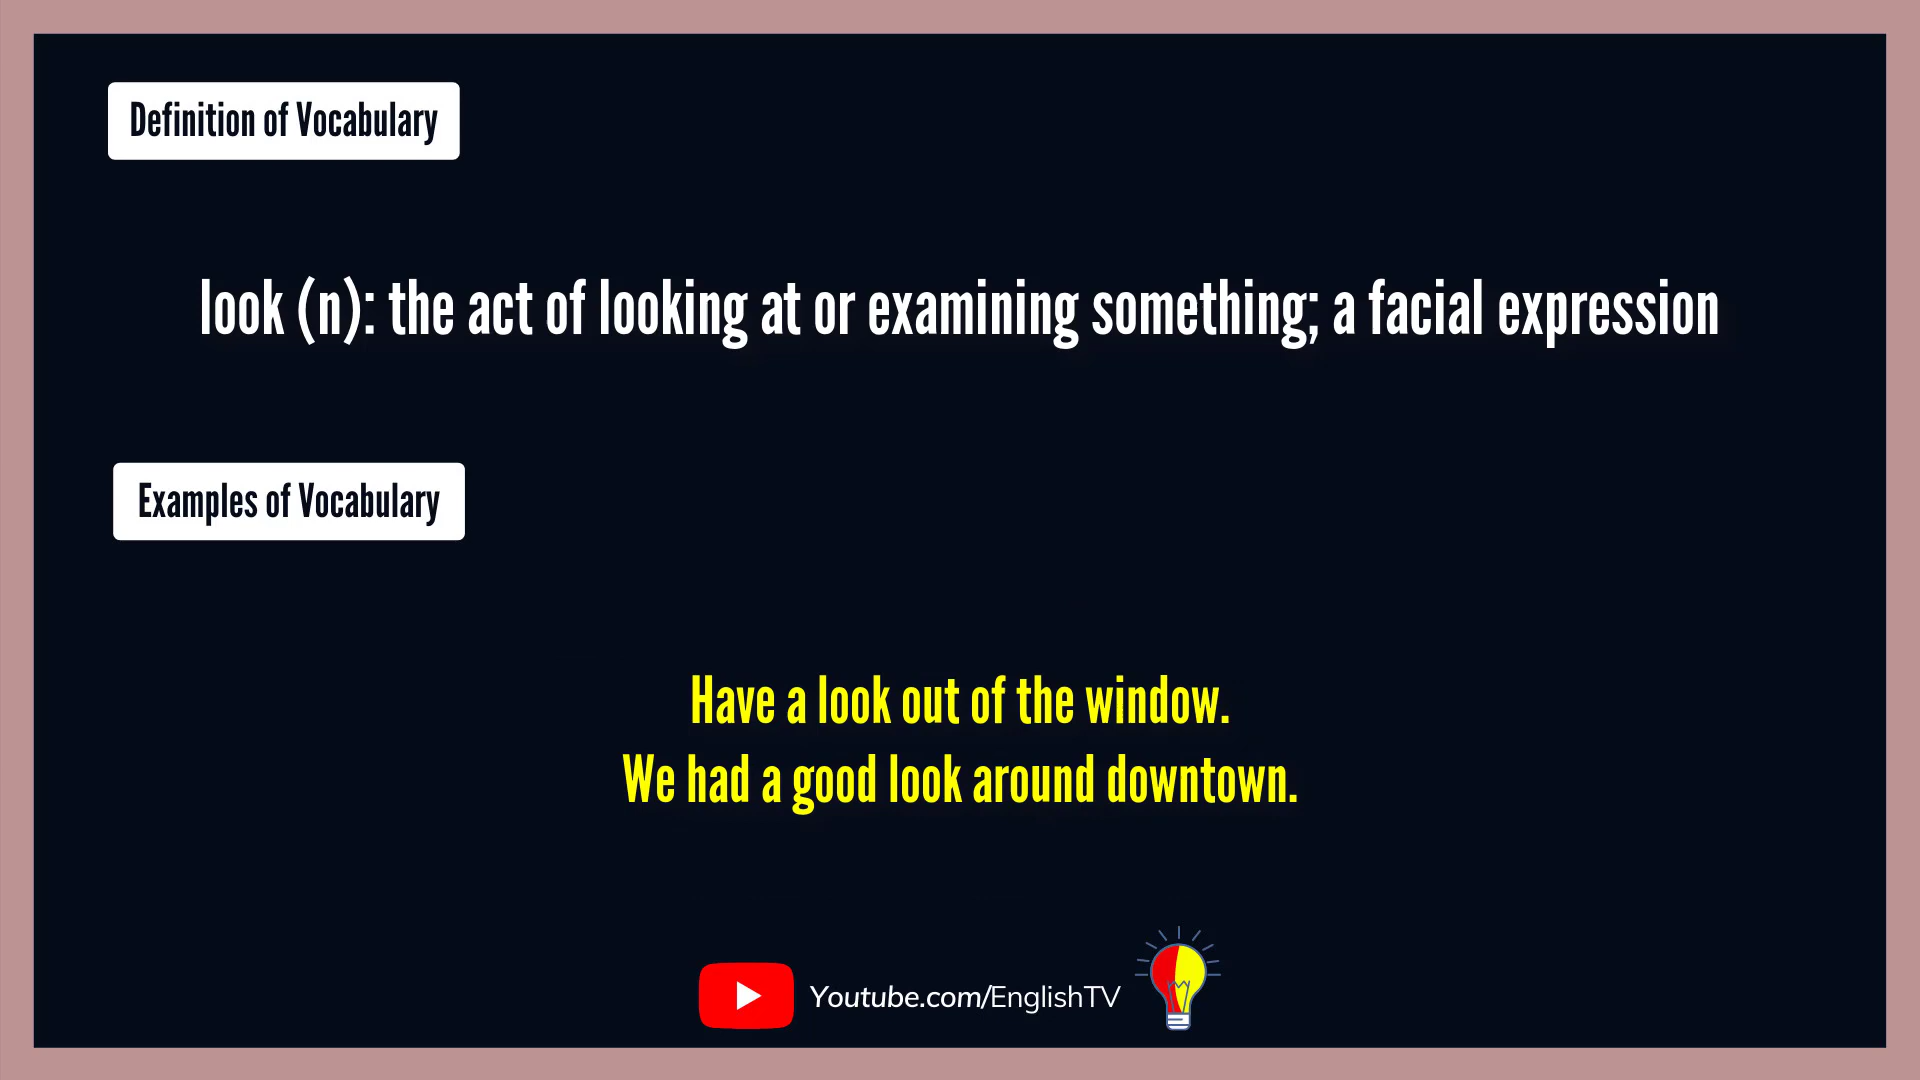 Definition of Vocabulary
look (n): the act of looking at or examining something; a facial expression
Examples of Vocabulary
Have a look out of the window.
We had a good look around downtown.
Youtube.com/EnglishTV